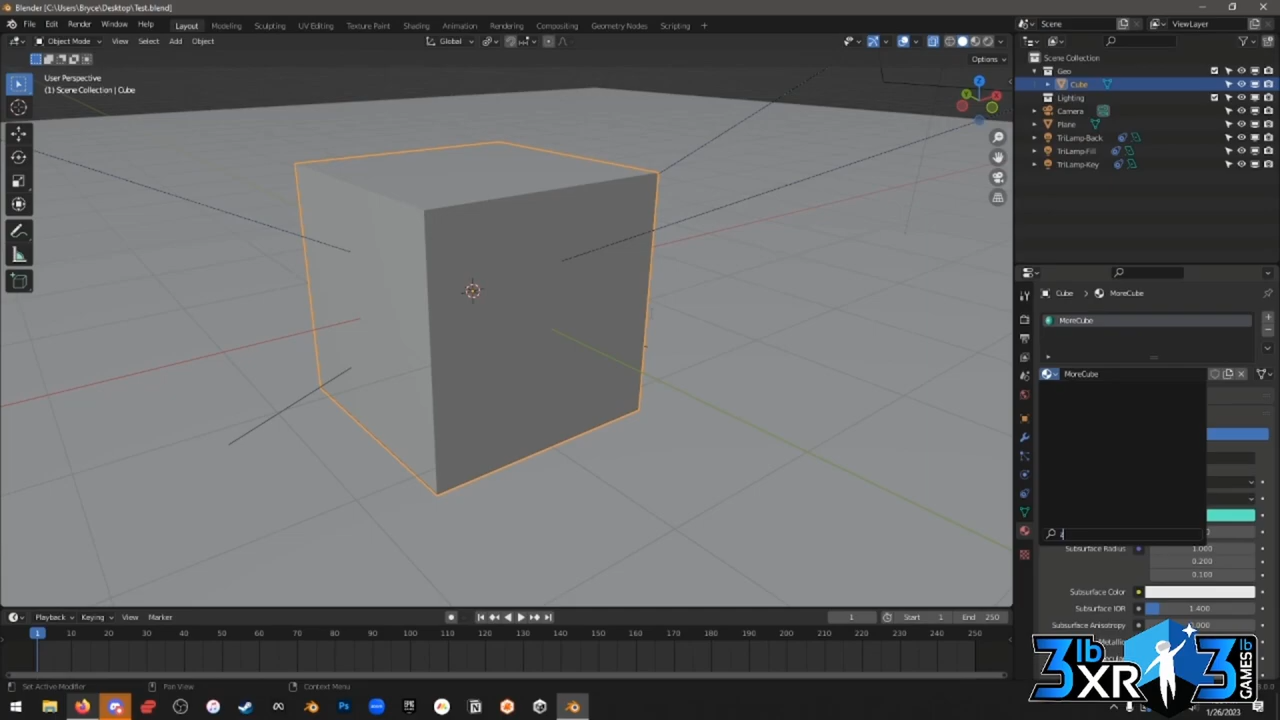 Blender [C:\Users\Bryce\Desktop\Test.blend]
File Edit Render Window Help
Layout Modeling Sculpting UV Editing Texture Paint Shading Animation Rendering Compositing Geometry Nodes Scripting +
Scene
ViewLayer
Object Mode View Select Add Object
Global
Options
User Perspective
(1) Scene Collection | Cube
Z
Y
X
Scene Collection
Geo
Cube
Lighting
Camera
Plane
TriLamp-Back
TriLamp-Fill
TriLamp-Key
Cube > MoreCube
MoreCube
MoreCube
Subsurface Radius 1.000
0.200
0.100
Subsurface Color
Subsurface IOR 1.400
Subsurface Anisotropy 0.000
Playback Keying View Marker
1 Start 1 End 250
1 10 20 30 40 50 60 70 80 90 100 110 120 130 140 150 160 170 180 190 200 210 220 230 240 250
Set Active Modifier Pan View Context Menu
3lb XR
3lb GAMES
1/26/2023